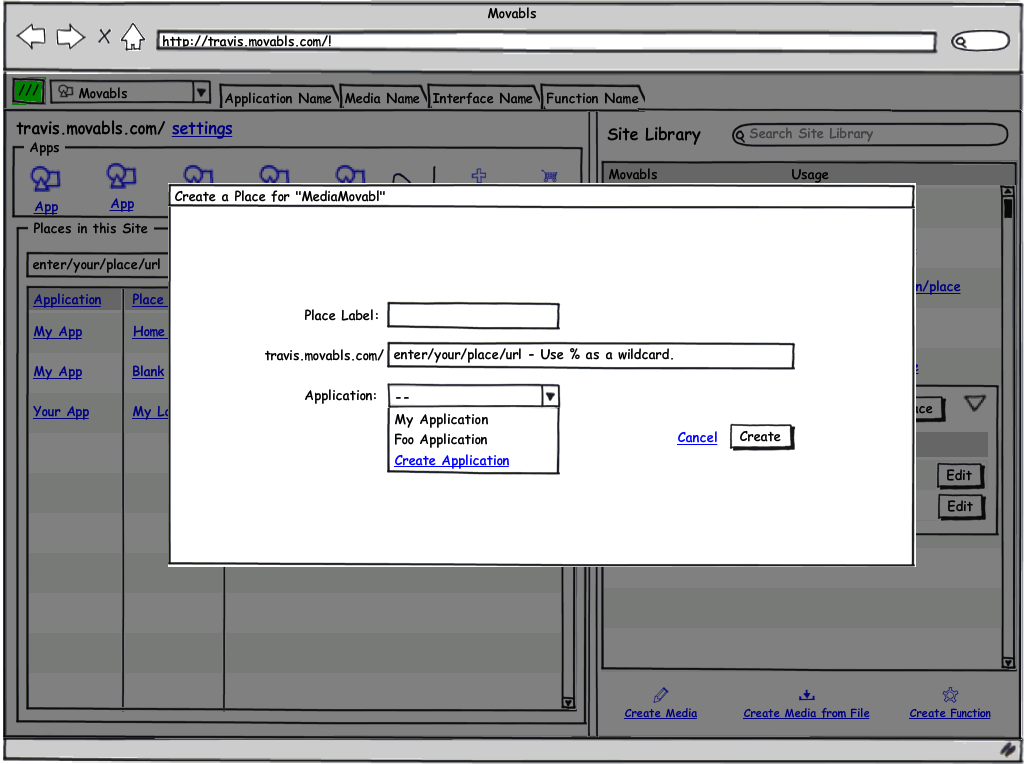 Movabls
http://travis.movabls.com/!
/// Movabls Application Name Media Name Interface Name Function Name
travis.movabls.com/ settings
Apps
App App
Places in this Site
enter/your/place/url
Application Place
My App Home
My App Blank
Your App
Site Library Search Site Library
Movabls Usage
n/place
Edit
Edit
Create a Place for "MediaMovabl"
Place Label:
travis.movabls.com/ enter/your/place/url - Use % as a wildcard.
Application: --
My Application
Foo Application
Create Application
Cancel Create
Create Media Create Media from File Create Function